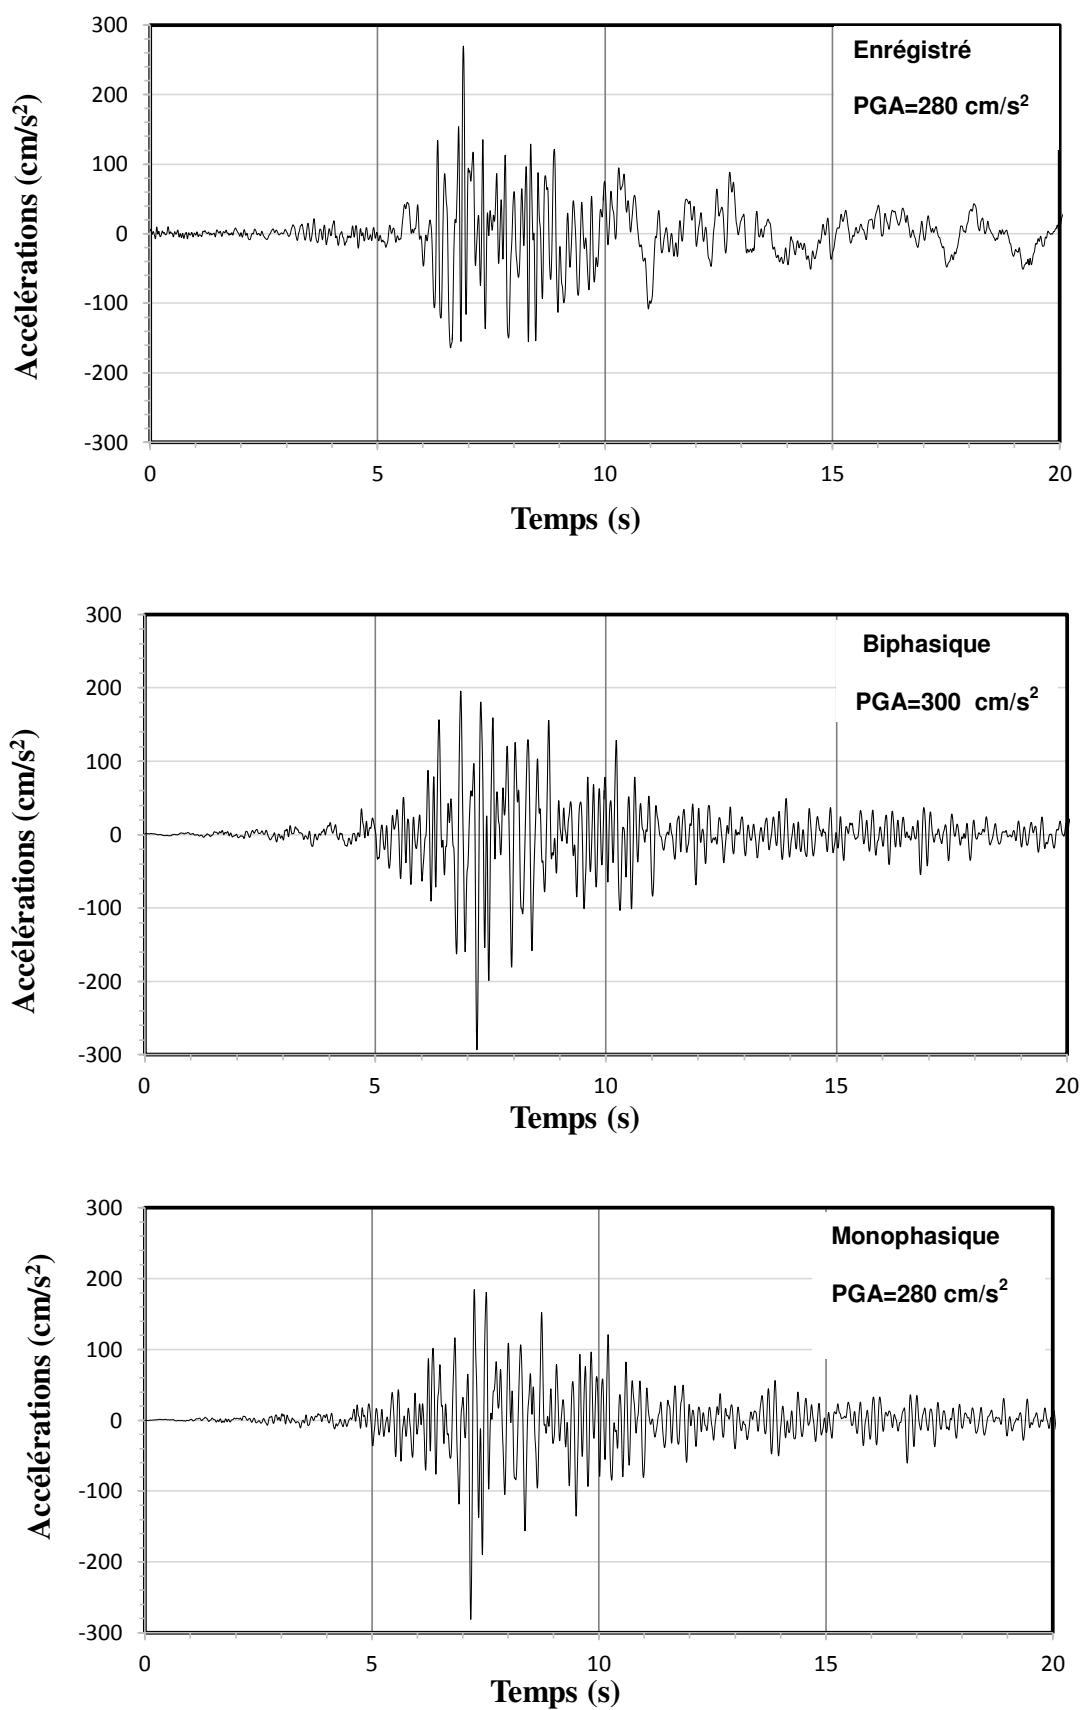 Accélérations (cm/s²)
300
200
100
0
-100
-200
-300
Enrégistré
PGA=280 cm/s²
0 5 10 15 20
Temps (s)
Accélérations (cm/s²)
300
200
100
0
-100
-200
-300
Biphasique
PGA=300 cm/s²
0 5 10 15 20
Temps (s)
Accélérations (cm/s²)
300
200
100
0
-100
-200
-300
Monophasique
PGA=280 cm/s²
0 5 10 15 20
Temps (s)